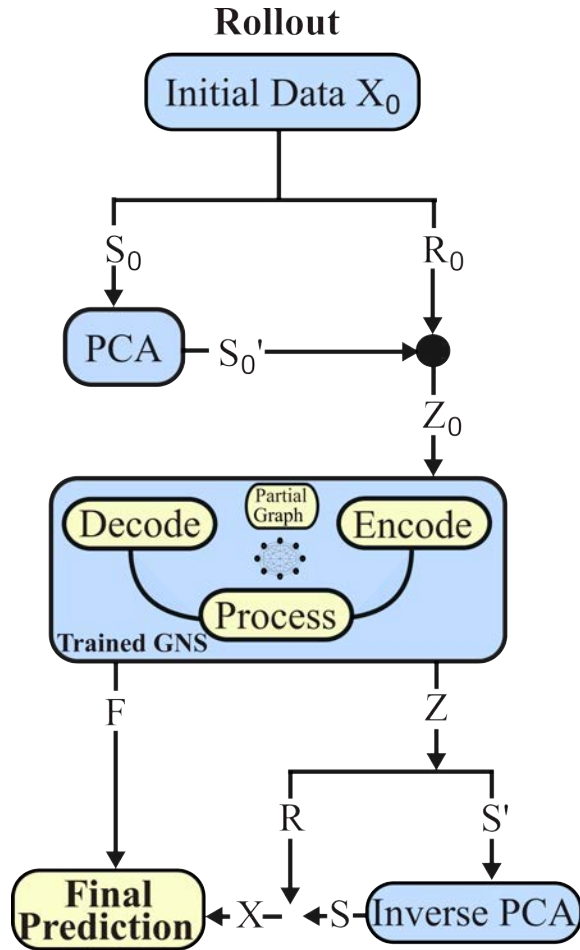 Rollout
Initial Data X₀
S₀
R₀
PCA
S₀'
Z₀
Partial
Graph
Decode
Encode
Process
Trained GNS
F
Z
R
S'
Final
Prediction
X
S
Inverse PCA